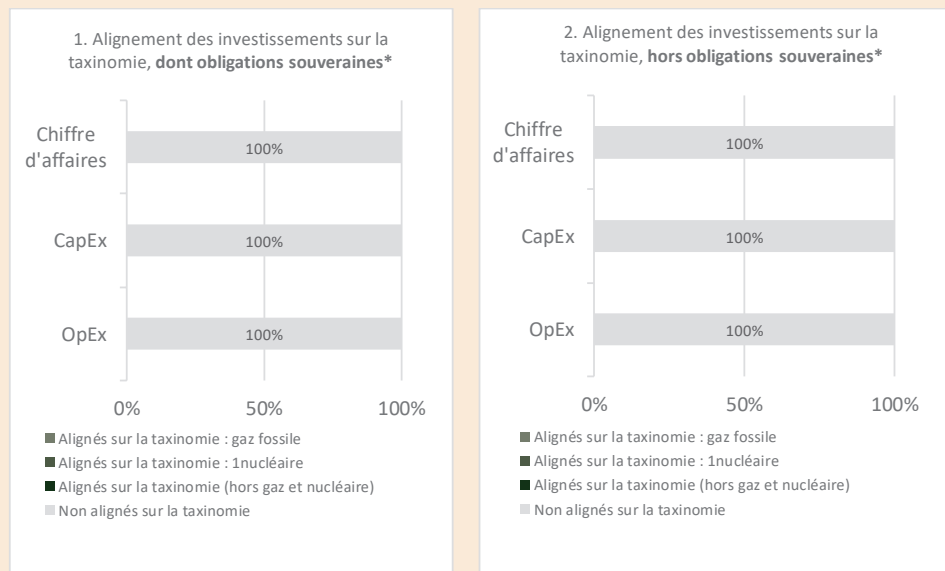 1. Alignement des investissements sur la
taxinomie, dont obligations souveraines*
Chiffre
d'affaires
100%
CapEx
100%
OpEx
100%
0%
50%
100%
Alignés sur la taxinomie : gaz fossile
Alignés sur la taxinomie : 1nucléaire
Alignés sur la taxinomie (hors gaz et nucléaire)
Non alignés sur la taxinomie
2. Alignement des investissements sur la
taxinomie, hors obligations souveraines*
Chiffre
d'affaires
100%
CapEx
100%
OpEx
100%
0%
50%
100%
Alignés sur la taxinomie : gaz fossile
Alignés sur la taxinomie : 1nucléaire
Alignés sur la taxinomie (hors gaz et nucléaire)
Non alignés sur la taxinomie